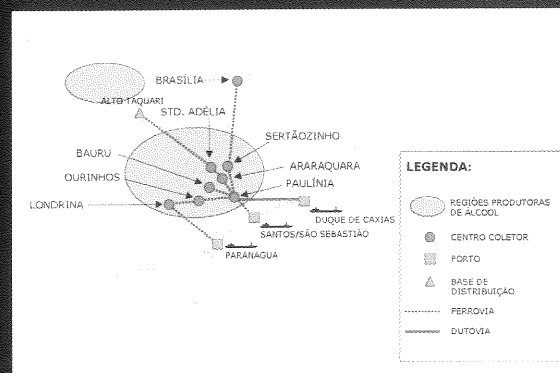 BRASÍLIA
ALTO TAQUARI
STD. ADÉLIA
SERTÃOZINHO
BAURU
ARARAQUARA
OURINHOS
PAULÍNIA
LONDRINA
DUQUE DE CAXIAS
SANTOS/SÃO SEBASTIÃO
PARANAGUA
LEGENDA:
REGIÕES PRODUTORAS
DE ÁLCOOL
CENTRO COLETOR
PORTO
BASE DE
DISTRIBUIÇÃO
FERROVIA
DUTOVIA